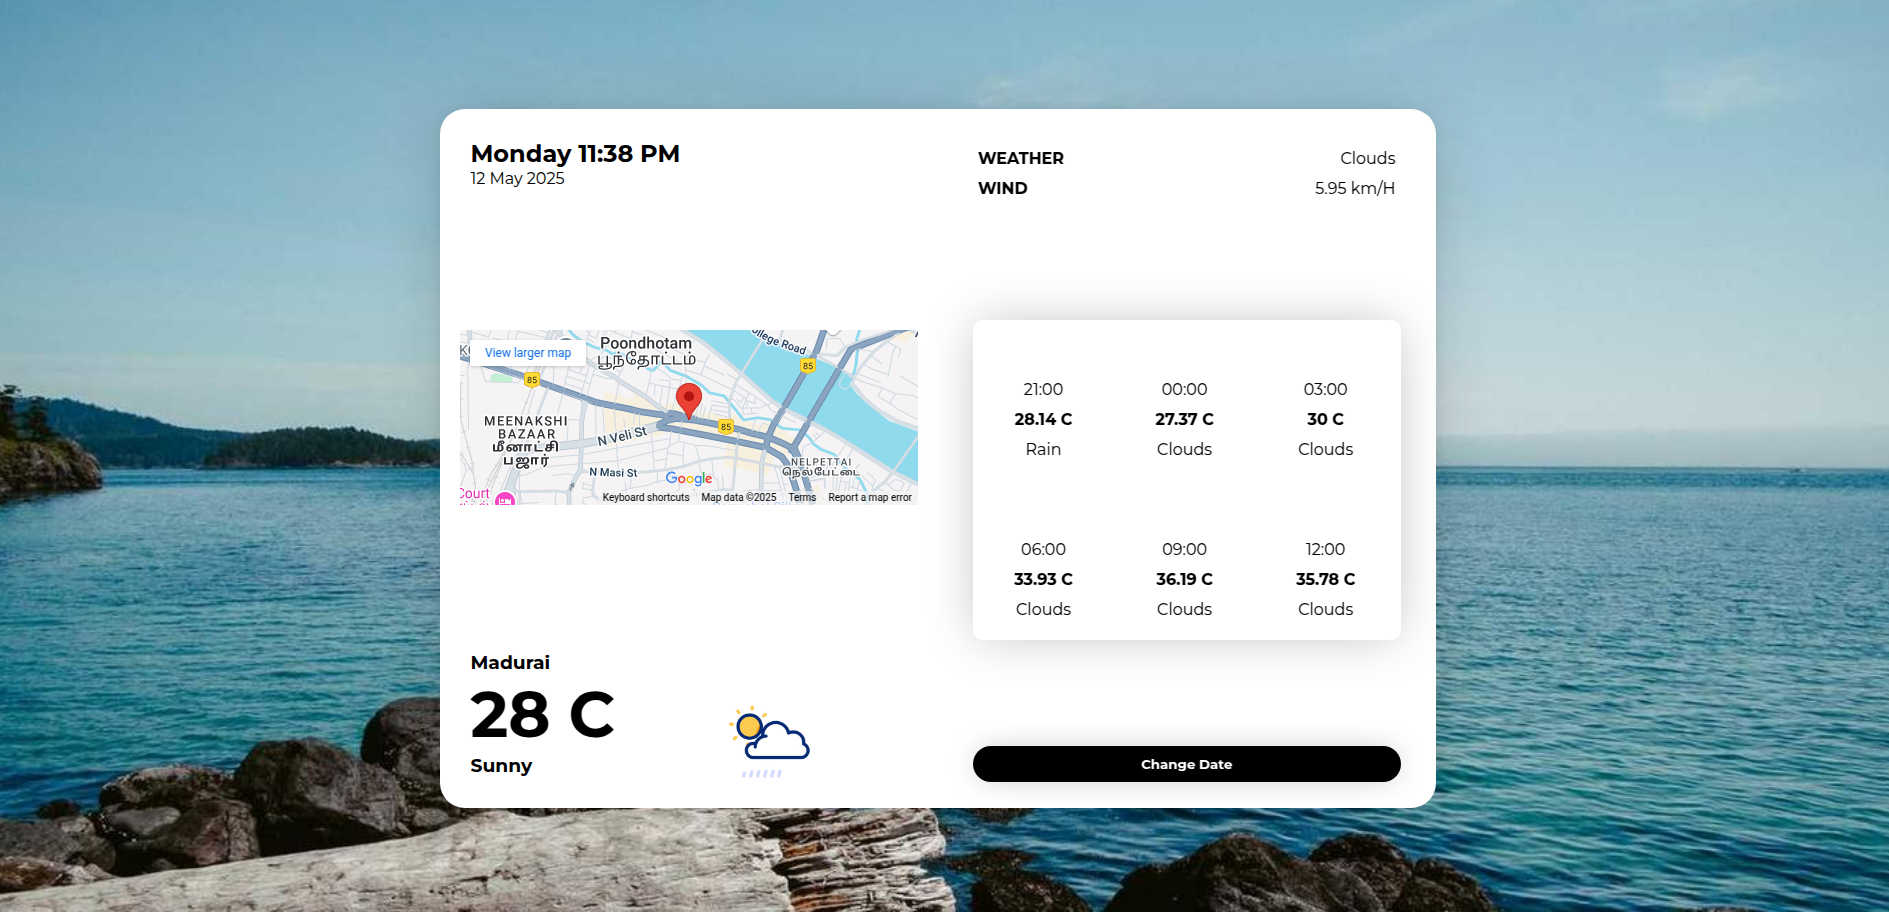 Monday 11:38 PM
12 May 2025
WEATHER Clouds
WIND 5.95 km/H
View larger map
Poondhotam
பூந்தோட்டம்
College Road
85
85
85
MEENAKSHI
BAZAAR
மீனாட்சி
பஜார்
N Veli St
N Masi St
NELPETTAI
நெல்பேட்டை
Court
Google
Keyboard shortcuts Map data ©2025 Terms Report a map error
21:00 00:00 03:00
28.14 C 27.37 C 30 C
Rain Clouds Clouds
06:00 09:00 12:00
33.93 C 36.19 C 35.78 C
Clouds Clouds Clouds
Madurai
28 C
Sunny
Change Date